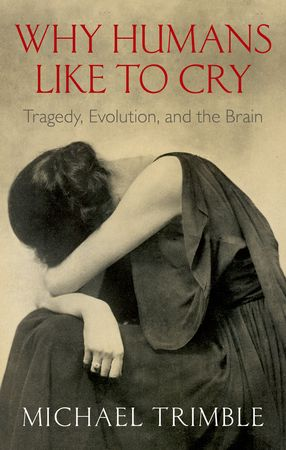 WHY HUMANS
LIKE TO CRY
Tragedy, Evolution, and the Brain
MICHAEL TRIMBLE